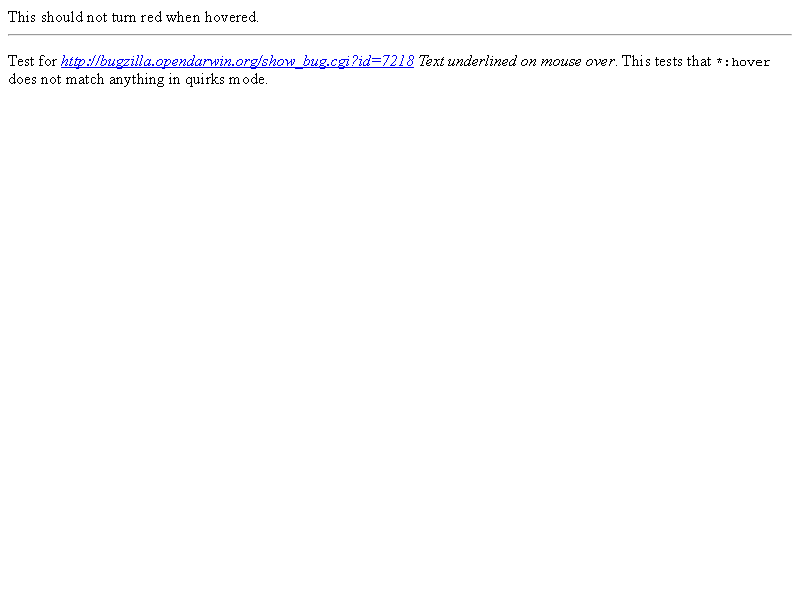 This should not turn red when hovered.
Test for http://bugzilla.opendarwin.org/show_bug.cgi?id=7218 Text underlined on mouse over. This tests that *:hover
does not match anything in quirks mode.